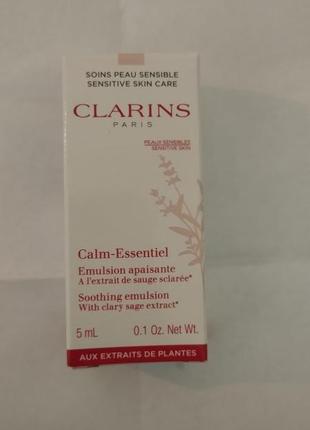 SOINS PEAU SENSIBLE
SENSITIVE SKIN CARE
CLARINS
PARIS
PEAUX SENSIBLES
SENSITIVE SKIN
Calm-Essentiel
Emulsion apaisante
A l'extrait de sauge sclarée*
Soothing emulsion
With clary sage extract*
5 mL 0.1 Oz. Net Wt.
AUX EXTRAITS DE PLANTES